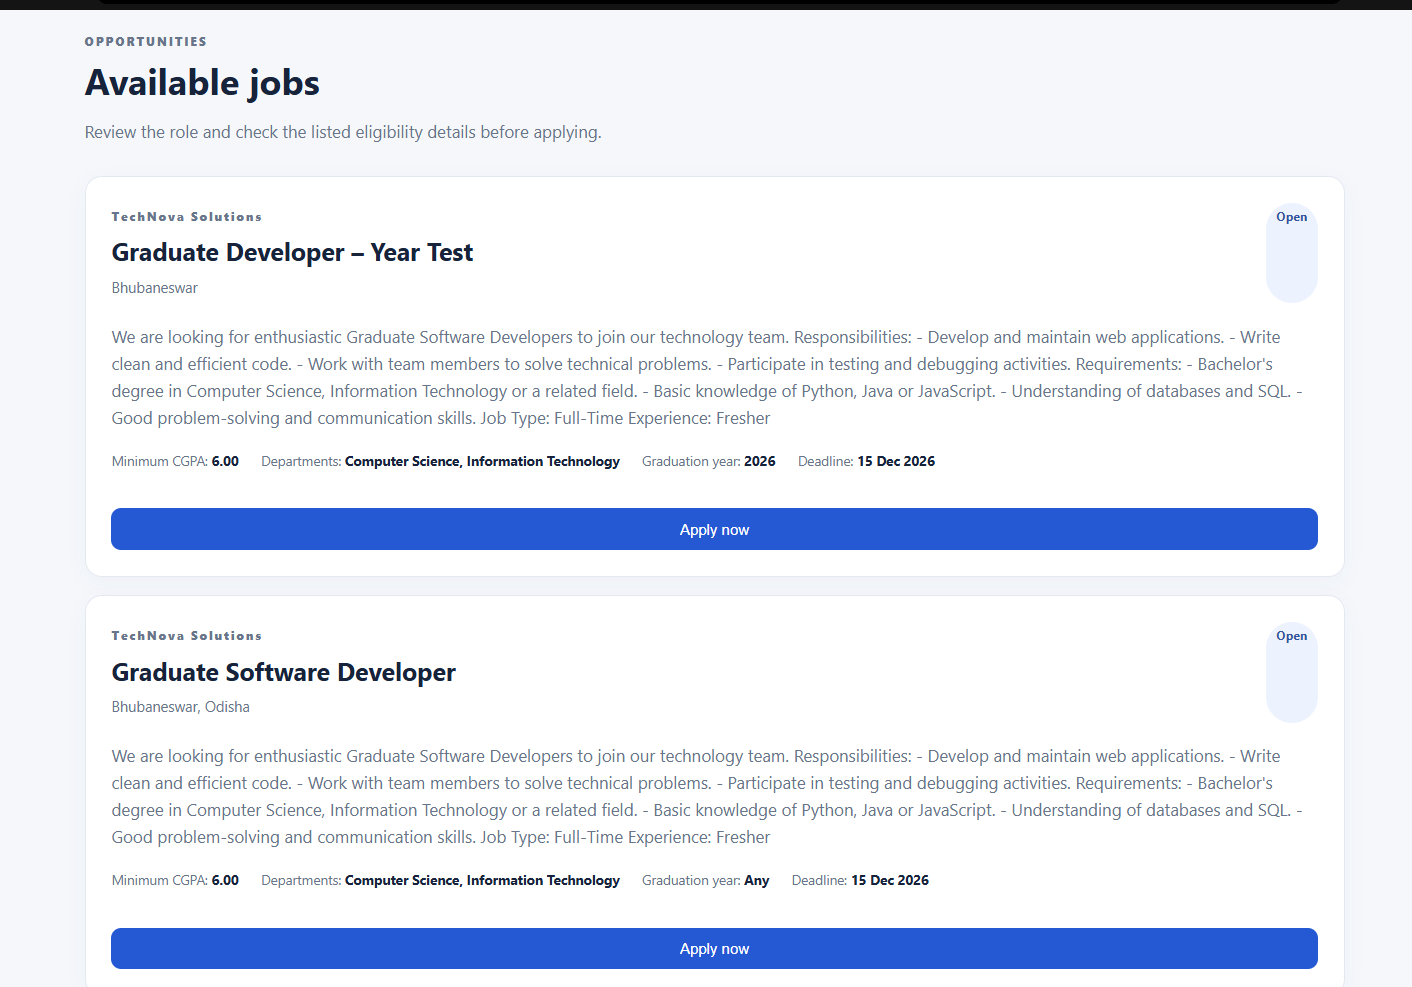 OPPORTUNITIES
Available jobs
Review the role and check the listed eligibility details before applying.
TechNova Solutions
Open
Graduate Developer – Year Test
Bhubaneswar
We are looking for enthusiastic Graduate Software Developers to join our technology team. Responsibilities: - Develop and maintain web applications. - Write
clean and efficient code. - Work with team members to solve technical problems. - Participate in testing and debugging activities. Requirements: - Bachelor's
degree in Computer Science, Information Technology or a related field. - Basic knowledge of Python, Java or JavaScript. - Understanding of databases and SQL. -
Good problem-solving and communication skills. Job Type: Full-Time Experience: Fresher
Minimum CGPA: 6.00 Departments: Computer Science, Information Technology Graduation year: 2026 Deadline: 15 Dec 2026
Apply now
TechNova Solutions
Open
Graduate Software Developer
Bhubaneswar, Odisha
We are looking for enthusiastic Graduate Software Developers to join our technology team. Responsibilities: - Develop and maintain web applications. - Write
clean and efficient code. - Work with team members to solve technical problems. - Participate in testing and debugging activities. Requirements: - Bachelor's
degree in Computer Science, Information Technology or a related field. - Basic knowledge of Python, Java or JavaScript. - Understanding of databases and SQL. -
Good problem-solving and communication skills. Job Type: Full-Time Experience: Fresher
Minimum CGPA: 6.00 Departments: Computer Science, Information Technology Graduation year: Any Deadline: 15 Dec 2026
Apply now